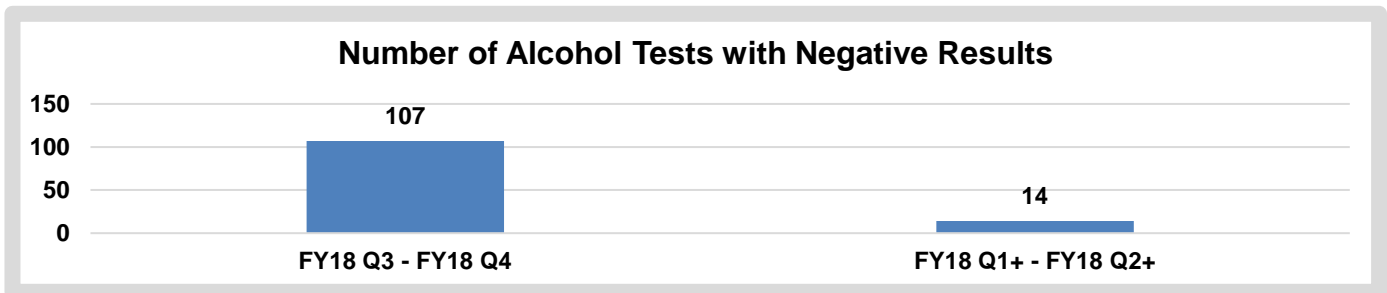 Number of Alcohol Tests with Negative Results
150
107
100
50
14
0
FY18 Q3 - FY18 Q4
FY18 Q1+ - FY18 Q2+